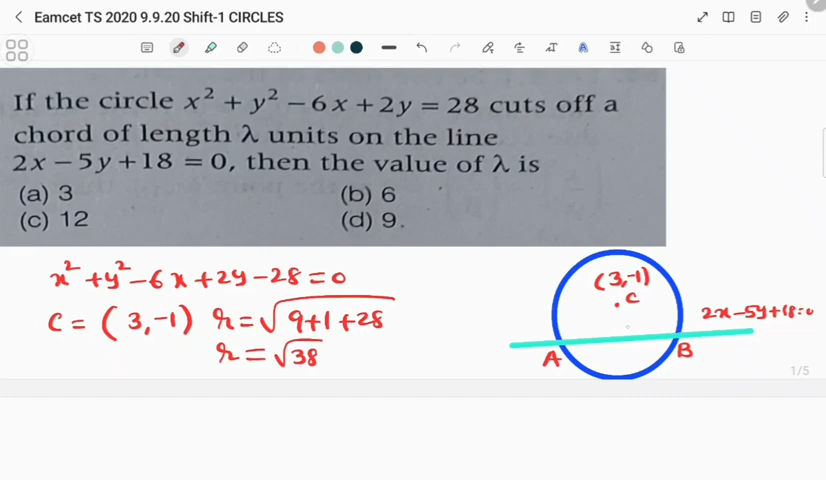 Eamcet TS 2020 9.9.20 Shift-1 CIRCLES
If the circle x² + y² − 6x + 2y = 28 cuts off a
chord of length λ units on the line
2x − 5y + 18 = 0, then the value of λ is
(a) 3 (b) 6
(c) 12 (d) 9.
x² + y² − 6x + 2y − 28 = 0
C = (3, −1) r = √9+1+28
r = √38
(3, −1)
C
2x − 5y + 18 = 0
A B
1/5